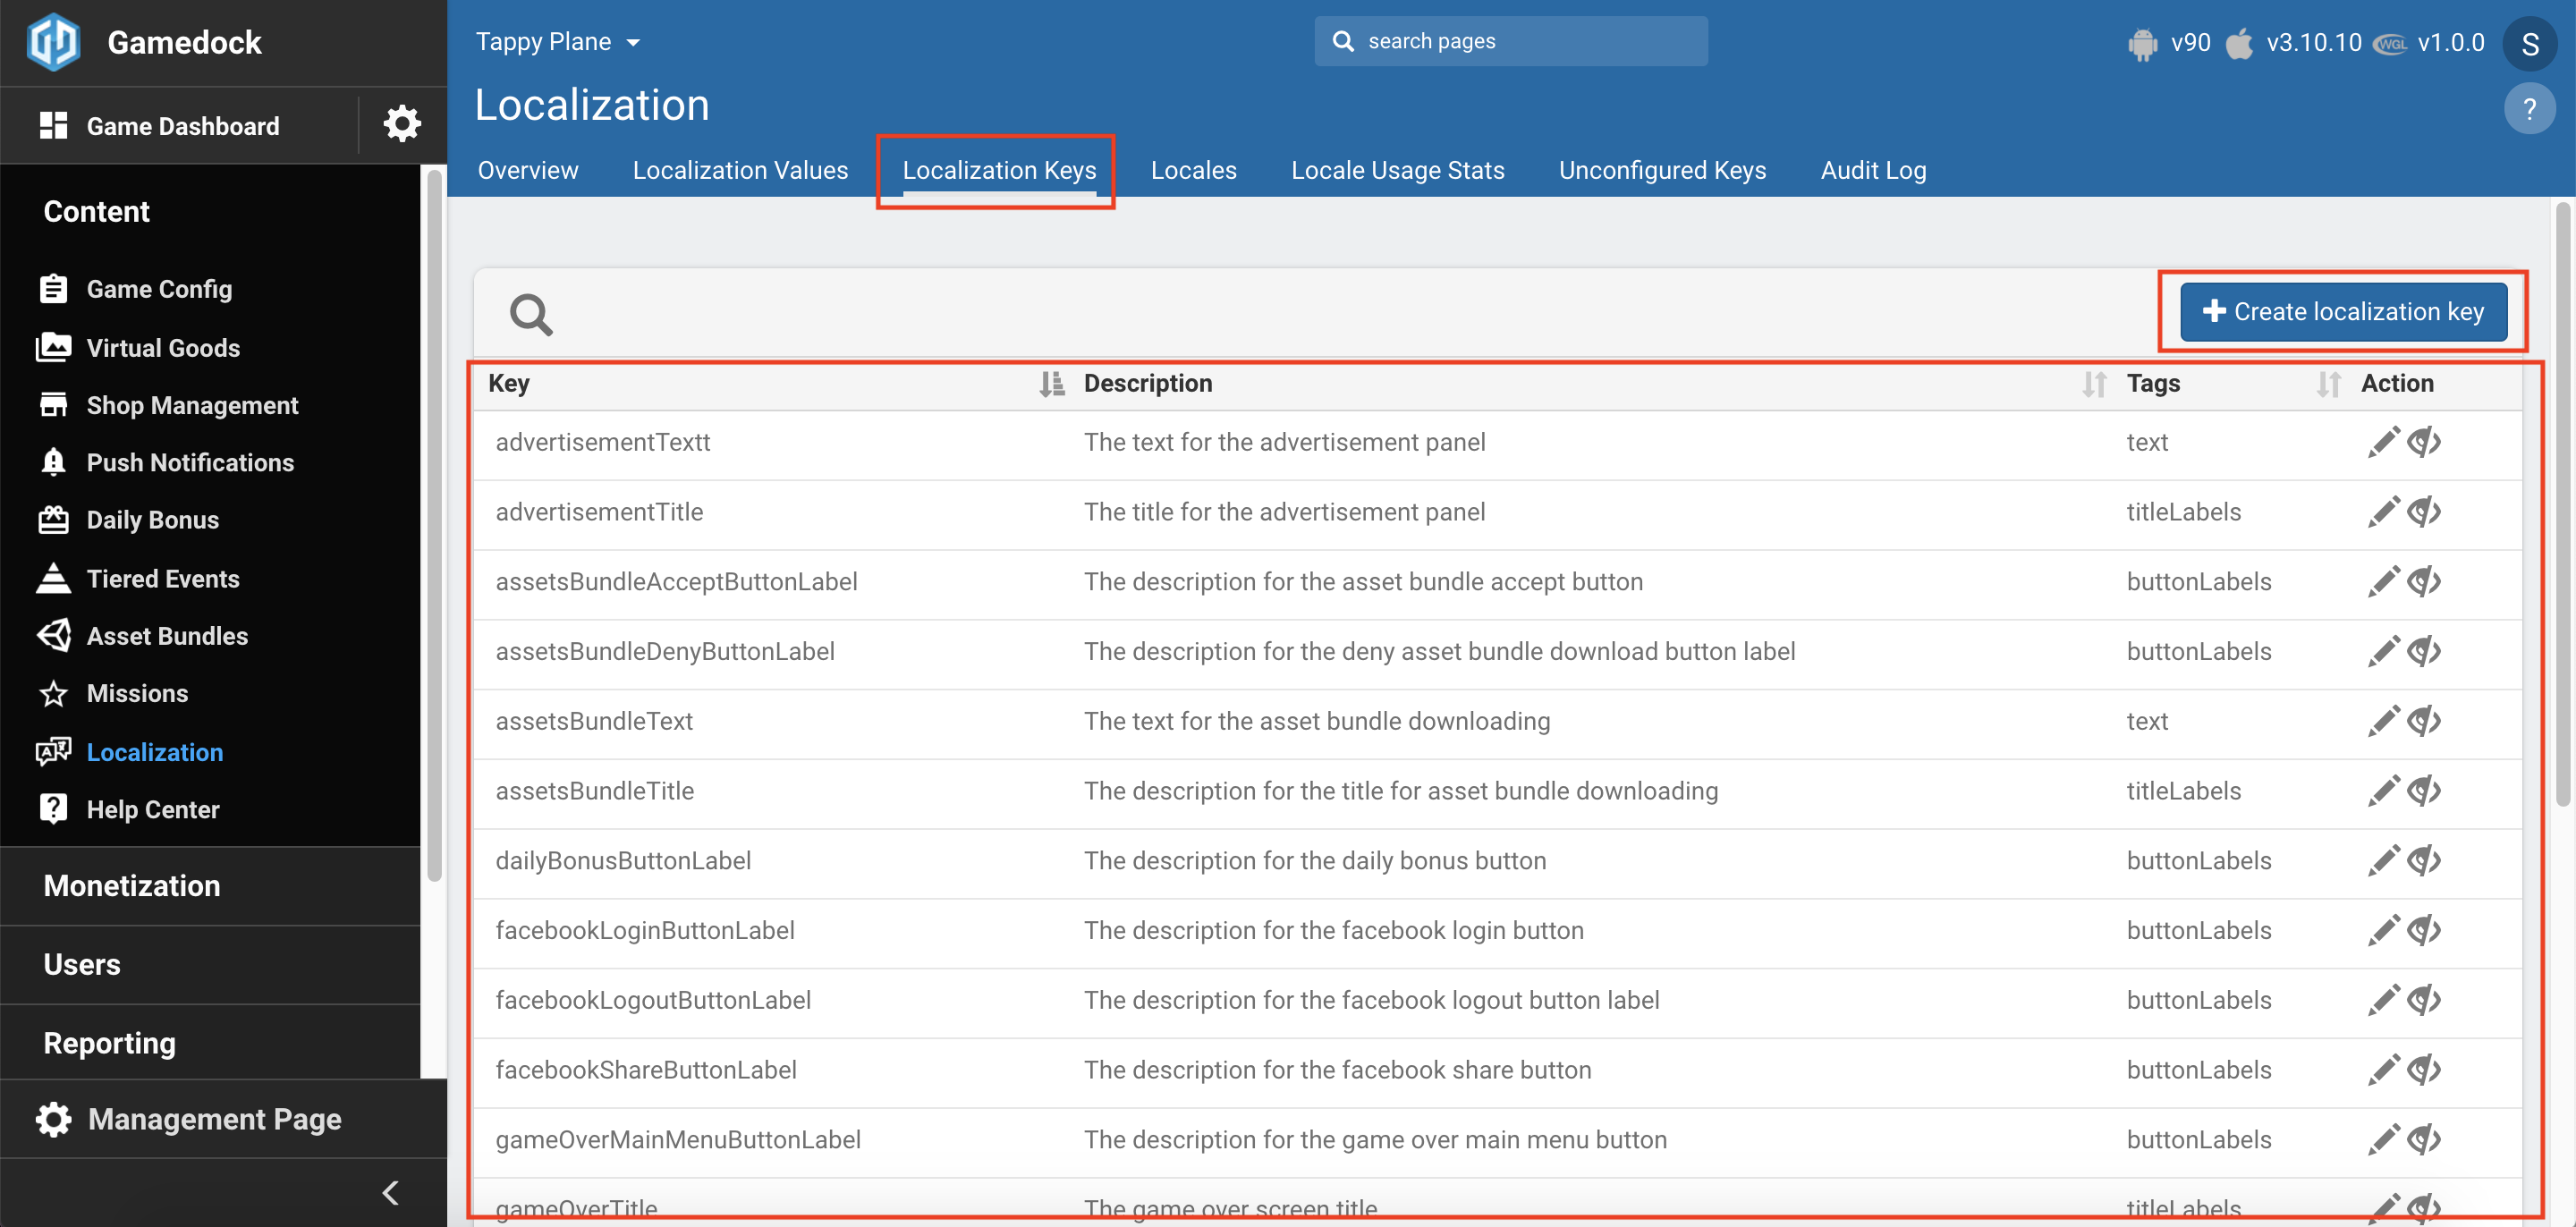 Gamedock
Game Dashboard
Content
Game Config
Virtual Goods
Shop Management
Push Notifications
Daily Bonus
Tiered Events
Asset Bundles
Missions
Localization
Help Center
Monetization
Users
Reporting
Management Page
Tappy Plane
search pages
v90 v3.10.10 WGL v1.0.0 S
Localization
?
Overview Localization Values Localization Keys Locales Locale Usage Stats Unconfigured Keys Audit Log
Create localization key
Key Description Tags Action
advertisementTextt The text for the advertisement panel text
advertisementTitle The title for the advertisement panel titleLabels
assetsBundleAcceptButtonLabel The description for the asset bundle accept button buttonLabels
assetsBundleDenyButtonLabel The description for the deny asset bundle download button label buttonLabels
assetsBundleText The text for the asset bundle downloading text
assetsBundleTitle The description for the title for asset bundle downloading titleLabels
dailyBonusButtonLabel The description for the daily bonus button buttonLabels
facebookLoginButtonLabel The description for the facebook login button buttonLabels
facebookLogoutButtonLabel The description for the facebook logout button label buttonLabels
facebookShareButtonLabel The description for the facebook share button buttonLabels
gameOverMainMenuButtonLabel The description for the game over main menu button buttonLabels
gameOverTitle The game over screen title titleLabels